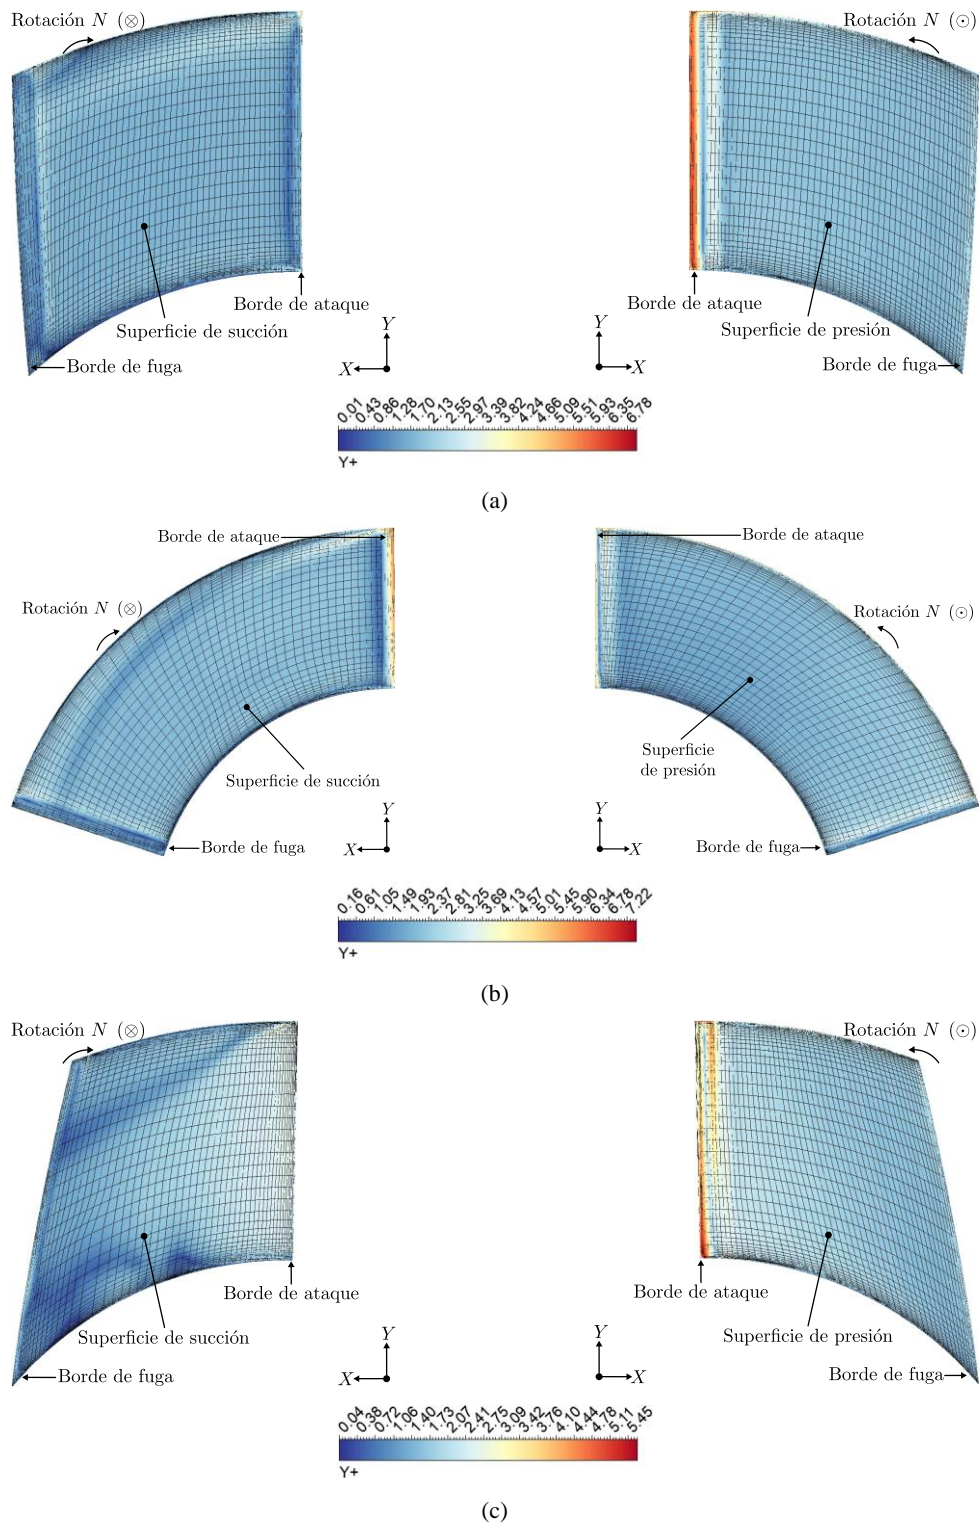 Rotación N (⊗)
Rotación N (⊙)
Borde de ataque
Borde de ataque
Superficie de succión
Superficie de presión
Borde de fuga
Borde de fuga
Y
X
Y
X
0.01 0.43 0.86 1.28 1.70 2.13 2.55 2.97 3.39 3.82 4.24 4.66 5.09 5.51 5.93 6.35 6.78
Y+
(a)
Borde de ataque
Borde de ataque
Rotación N (⊗)
Rotación N (⊙)
Superficie
de presión
Superficie de succión
Y
X
Y
X
Borde de fuga
Borde de fuga
0.16 0.61 1.05 1.49 1.93 2.37 2.81 3.25 3.69 4.13 4.57 5.01 5.45 5.90 6.34 6.78 7.22
Y+
(b)
Rotación N (⊗)
Rotación N (⊙)
Borde de ataque
Borde de ataque
Superficie de succión
Superficie de presión
Borde de fuga
Borde de fuga
Y
X
Y
X
0.04 0.38 0.72 1.06 1.40 1.73 2.07 2.41 2.75 3.09 3.42 3.76 4.10 4.44 4.78 5.11 5.45
Y+
(c)